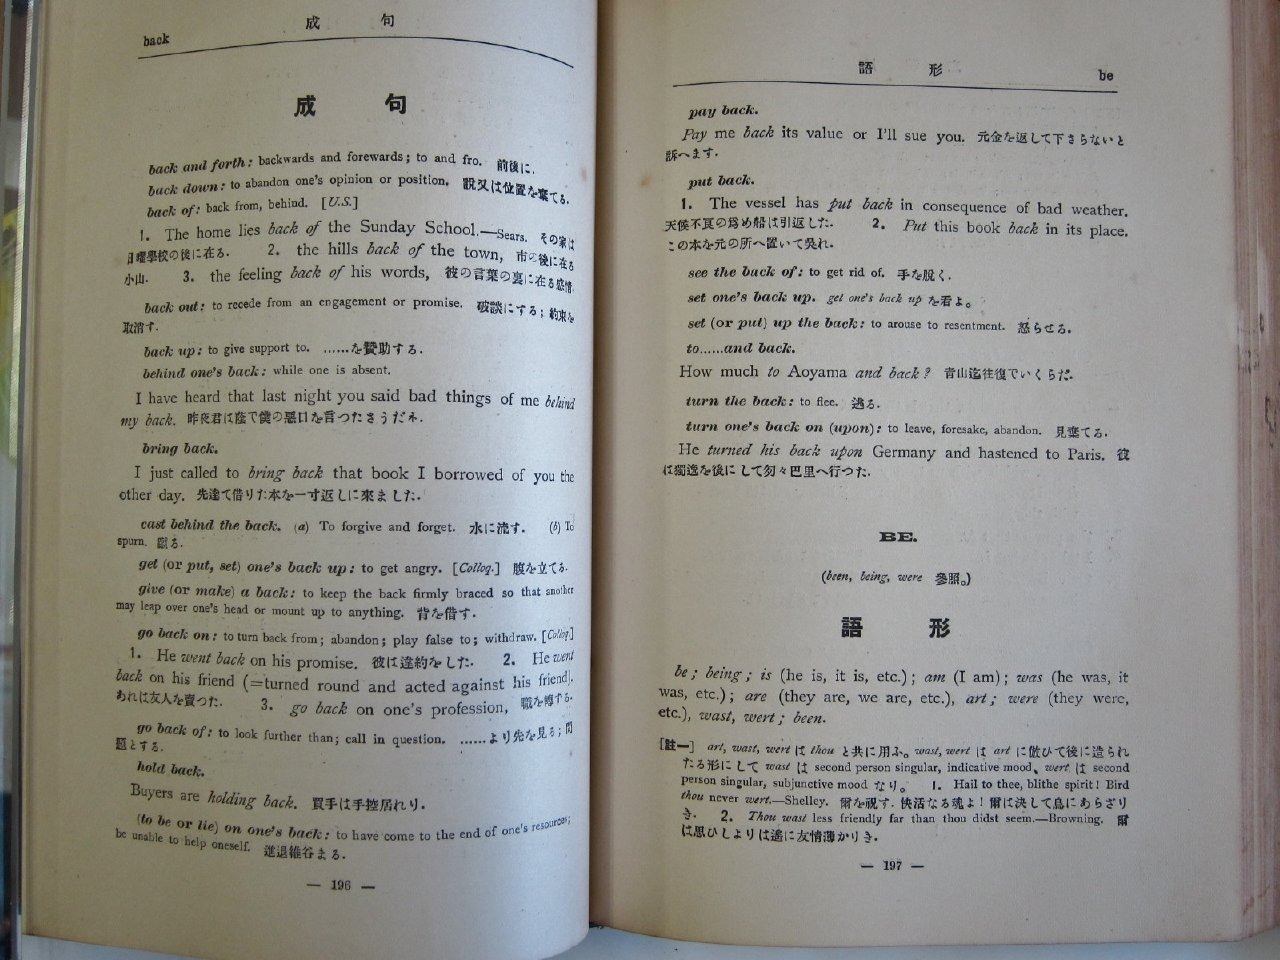 back
成 句
成 句
back and forth: backwards and forewards; to and fro. 前後に.
back down: to abandon one's opinion or position. 說又は位置を棄てる.
back of: back from, behind. [U.S.]
1. The home lies back of the Sunday School.—Sears. その家は
日曜學校の後に在る. 2. the hills back of the town, 市の後に在る
小山. 3. the feeling back of his words, 彼の言葉の裏に在る感情.
back out: to recede from an engagement or promise. 破談にする; 約束を
取消す.
back up: to give support to. ......を贊助する.
behind one's back: while one is absent.
I have heard that last night you said bad things of me behind
my back. 昨夜君は陰で僕の惡口を言つたさうだネ.
bring back.
I just called to bring back that book I borrowed of you the
other day. 先達て借りた本を一寸返しに來ました.
cast behind the back. (a) To forgive and forget. 水に流す. (b) To
spurn. 蹴る.
get (or put, set) one's back up: to get angry. [Colloq.] 腹を立てる.
give (or make) a back: to keep the back firmly braced so that another
may leap over one's head or mount up to anything. 背を借す.
go back on: to turn back from; abandon; play false to; withdraw. [Colloq.]
1. He went back on his promise. 彼は違約をした. 2. He went
back on his friend (=turned round and acted against his friend).
あれは友人を賣つた. 3. go back on one's profession, 職を轉する.
go back of: to look further than; call in question. ......より先を見る; 問
題とする.
hold back.
Buyers are holding back. 買手は手控居れり.
(to be or lie) on one's back: to have come to the end of one's resources;
be unable to help oneself. 進退維谷まる.
— 196 —
語 形
be
pay back.
Pay me back its value or I'll sue you. 元金を返して下さらないと
訴へます.
put back.
1. The vessel has put back in consequence of bad weather.
天候不良の爲め船は引返した. 2. Put this book back in its place.
この本を元の所へ置いて吳れ.
see the back of: to get rid of. 手を脫く.
set one's back up. get one's back up を看よ。
set (or put) up the back: to arouse to resentment. 怒らせる.
to......and back.
How much to Aoyama and back? 靑山迄往復でいくらだ.
turn the back: to flee. 逃る.
turn one's back on (upon): to leave, foresake, abandon. 見棄てる.
He turned his back upon Germany and hastened to Paris. 彼
は獨逸を後にして匆々巴里へ行つた.
BE.
(been, being, were 參照。)
語 形
be; being; is (he is, it is, etc.); am (I am); was (he was, it
was, etc.); are (they are, we are, etc.), art; were (they were,
etc.), wast, wert; been.
[註一] art, wast, wert は thou と共に用ふ。wast, wert は art に倣ひて後に造られ
たる形にして wast は second person singular, indicative mood、wert は second
person singular, subjunctive mood なり。 1. Hail to thee, blithe spirit! Bird
thou never wert.—Shelley. 爾を祝す. 快活なる魂よ! 爾は決して鳥にあらざり
き. 2. Thou wast less friendly far than thou didst seem.—Browning. 爾
は思ひしよりは遙に友情薄かりき.
— 197 —